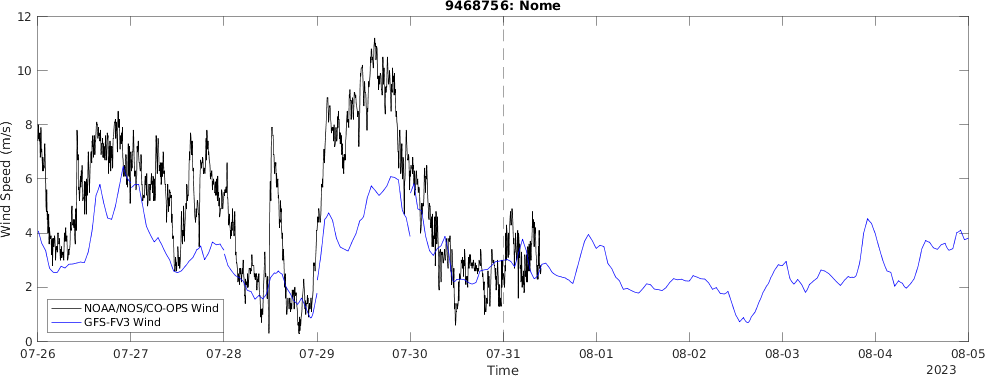 9468756: Nome
12
10
8
6
4
2
0
Wind Speed (m/s)
NOAA/NOS/CO-OPS Wind
GFS-FV3 Wind
07-26 07-27 07-28 07-29 07-30 07-31 08-01 08-02 08-03 08-04 08-05
Time
2023